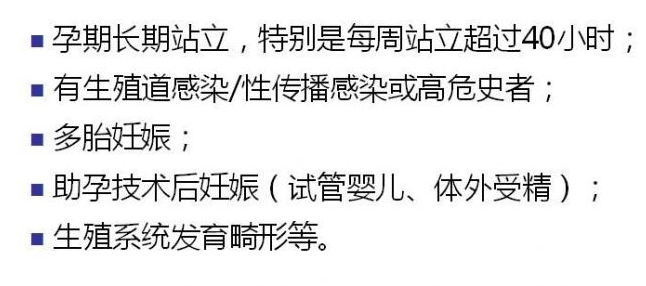 ■ 孕期长期站立，特别是每周站立超过40小时；
■ 有生殖道感染/性传播感染或高危史者；
■ 多胎妊娠；
■ 助孕技术后妊娠（试管婴儿、体外受精）；
■ 生殖系统发育畸形等。